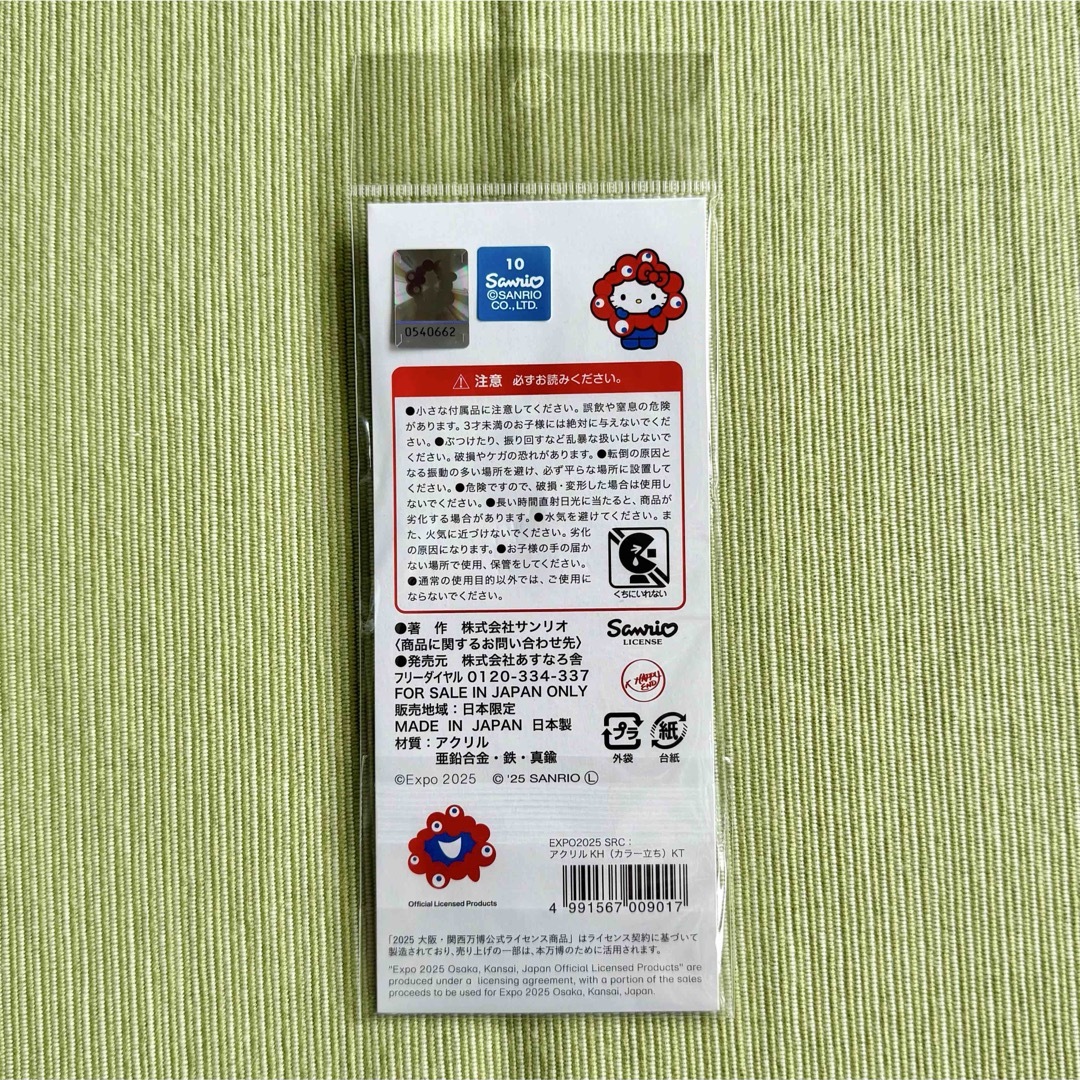 0540662
10
Sanrio
©SANRIO
CO., LTD.
⚠注意 必ずお読みください。
●小さな付属品に注意してください。誤飲や窒息の危険
があります。3才未満のお子様には絶対に与えないでくだ
さい。●ぶつけたり、振り回すなど乱暴な扱いはしないで
ください。破損やケガの恐れがあります。●転倒の原因と
なる振動の多い場所を避け、必ず平らな場所に設置して
ください。●危険ですので、破損・変形した場合は使用し
ないでください。●長い時間直射日光に当たると、商品が
劣化する場合があります。●水気を避けてください。ま
た、火気に近づけないでください。劣化
の原因になります。●お子様の手の届か
ない場所で使用、保管をしてください。
●通常の使用目的以外では、ご使用に
ならないでください。
くちにいれない
●著 作 株式会社サンリオ
〈商品に関するお問い合わせ先〉
●発売元 株式会社あすなろ舎
フリーダイヤル 0120-334-337
FOR SALE IN JAPAN ONLY
販売地域：日本限定
MADE IN JAPAN 日本製
材質：アクリル
亜鉛合金・鉄・真鍮
Sanrio
LICENSE
HAPPY
END
プラ
外袋
紙
台紙
©Expo 2025 © '25 SANRIO Ⓛ
Official Licensed Products
EXPO2025 SRC：
アクリルKH（カラー立ち）KT
4 991567 009017
「2025 大阪・関西万博公式ライセンス商品」はライセンス契約に基づいて
製造されており、売り上げの一部は、本万博のために活用されます。
"Expo 2025 Osaka, Kansai, Japan Official Licensed Products" are
produced under a licensing agreement, with a portion of the sales
proceeds to be used for Expo 2025 Osaka, Kansai, Japan.